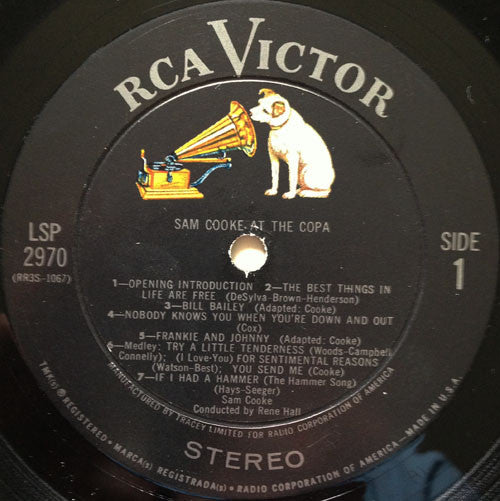 RCA VICTOR
SAM COOKE AT THE COPA
LSP
2970
(RR3S-1067)
SIDE
1
1—OPENING INTRODUCTION 2—THE BEST THINGS IN
LIFE ARE FREE (DeSylva-Brown-Henderson)
3—BILL BAILEY (Adapted: Cooke)
4—NOBODY KNOWS YOU WHEN YOU'RE DOWN AND OUT
(Cox)
5—FRANKIE AND JOHNNY (Adapted: Cooke)
6—Medley: TRY A LITTLE TENDERNESS (Woods-Campbell-
Connelly); (I Love You) FOR SENTIMENTAL REASONS
(Watson-Best); YOU SEND ME (Cooke)
7—IF I HAD A HAMMER (The Hammer Song)
(Hays-Seeger)
Sam Cooke
Conducted by Rene Hall
MANUFACTURED BY TRACEY LIMITED FOR RADIO CORPORATION OF AMERICA
STEREO
TMK(s) ® REGISTERED • MARCA(s) REGISTRADA(s) • RADIO CORPORATION OF AMERICA—MADE IN U.S.A.